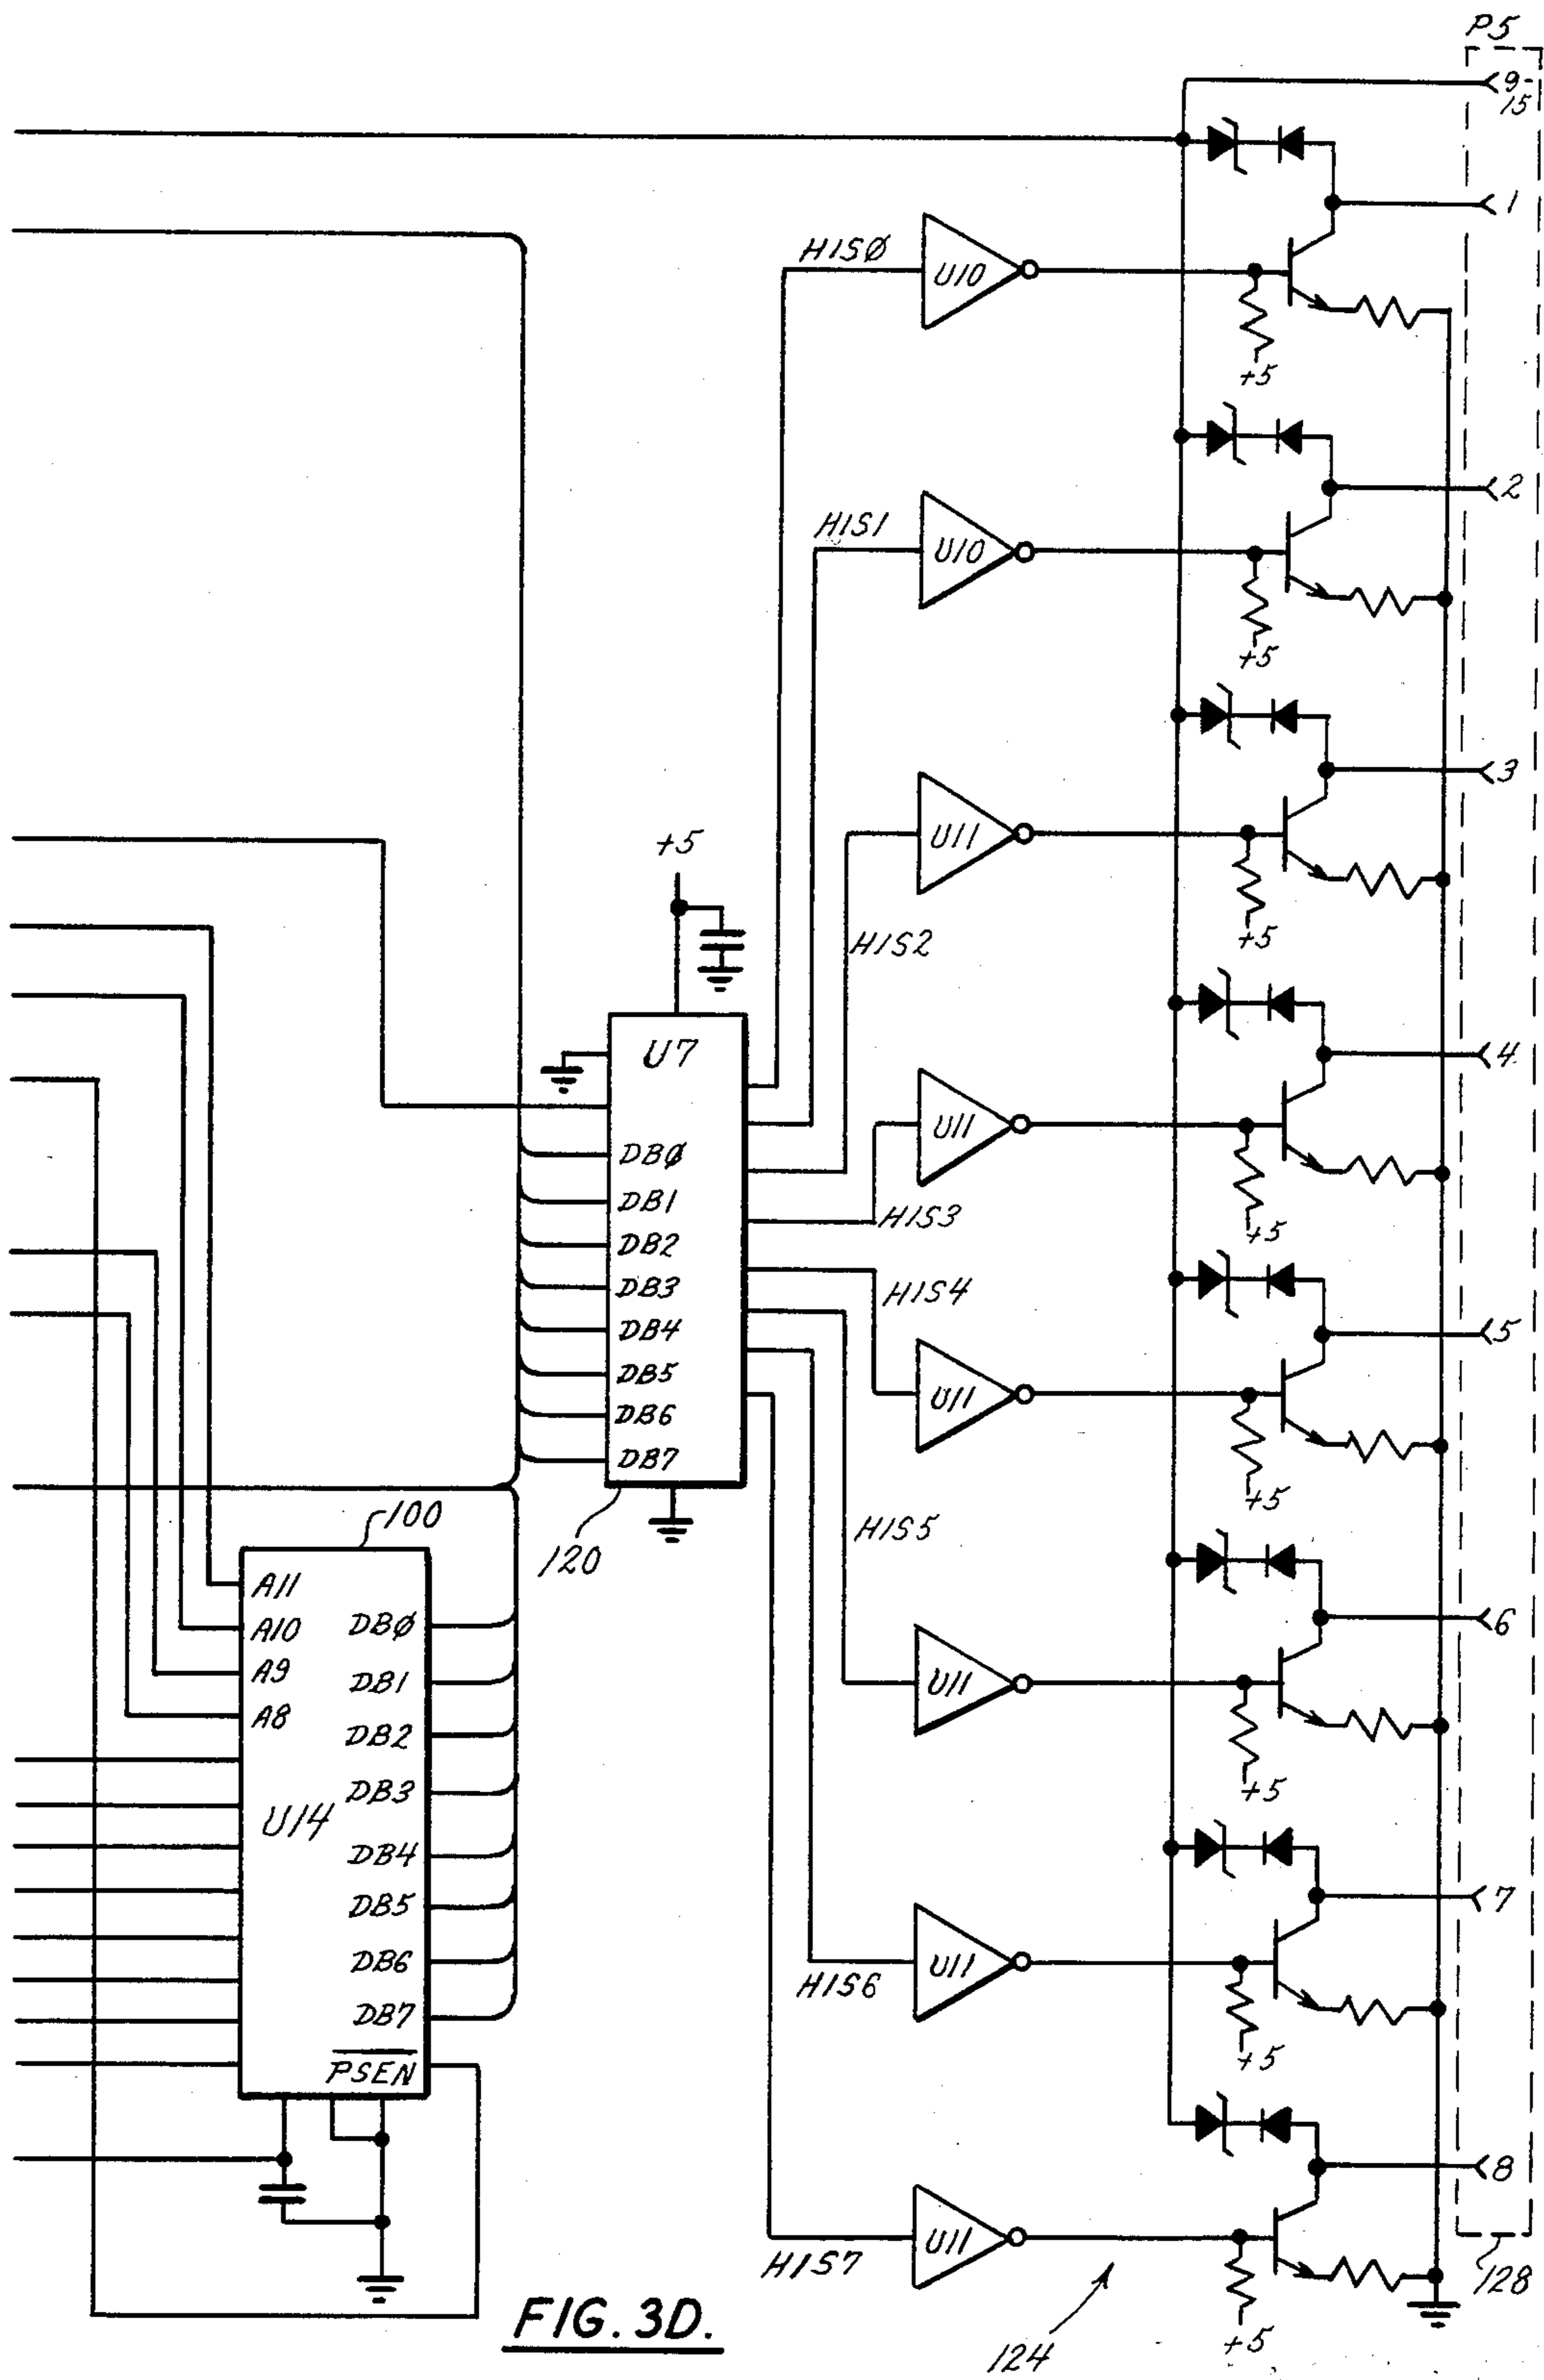 P5
9-
15
1
HISØ
U10
+5
2
HIS1
U10
+5
3
+5
U11
HIS2
+5
U7
4
U11
DBØ
DB1
HIS3
+5
DB2
DB3
HIS4
DB4
5
DB5
U11
DB6
DB7
+5
100
HIS5
120
A11
A10
DBØ
6
A9
DB1
U11
A8
DB2
DB3
+5
U14
DB4
DB5
7
DB6
U11
HIS6
DB7
+5
PSEN
8
U11
HIS7
128
FIG. 3D.
+5
124